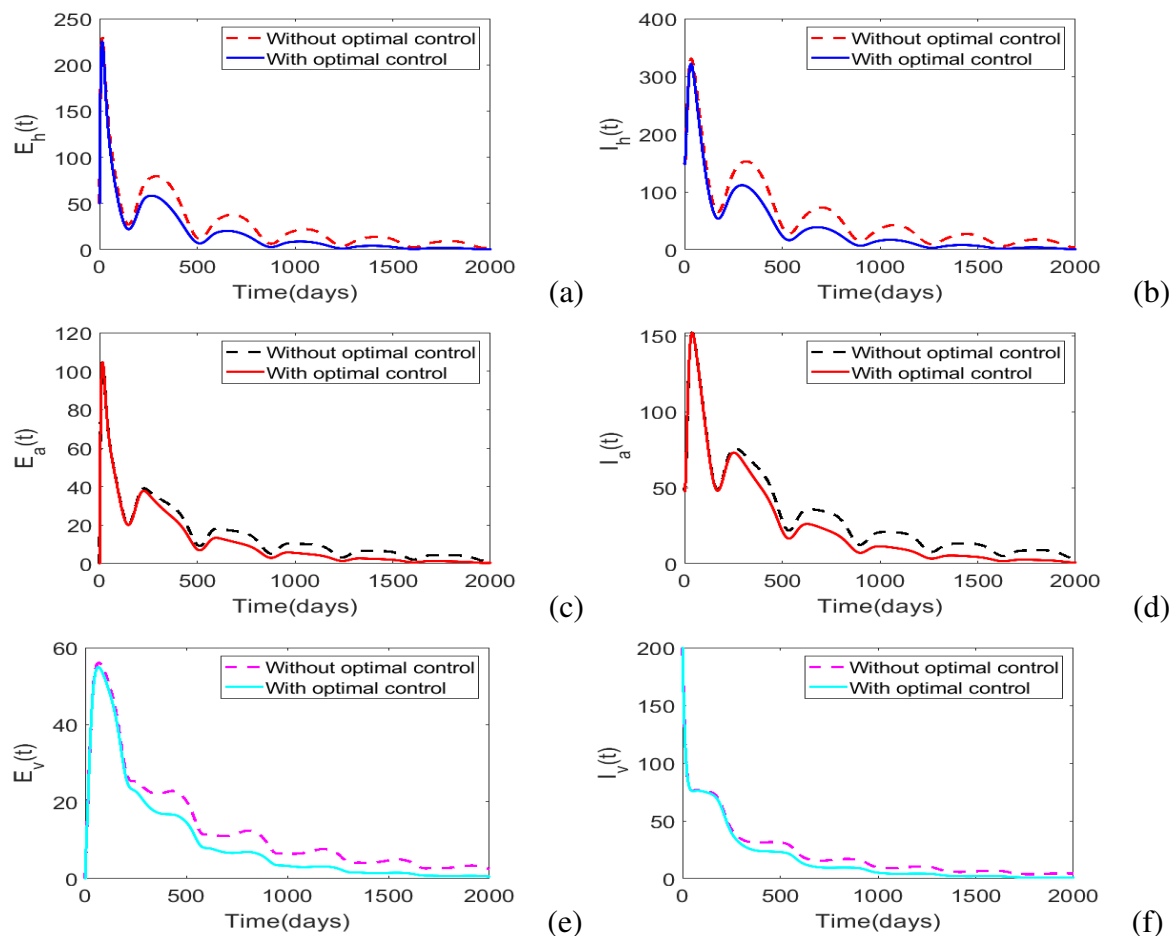 250
200
150
100
50
0
E_h(t)
Without optimal control
With optimal control
0 500 1000 1500 2000
Time(days)
(a)
400
300
200
100
0
I_h(t)
Without optimal control
With optimal control
0 500 1000 1500 2000
Time(days)
(b)
120
100
80
60
40
20
0
E_a(t)
Without optimal control
With optimal control
0 500 1000 1500 2000
Time(days)
(c)
150
100
50
0
I_a(t)
Without optimal control
With optimal control
0 500 1000 1500 2000
Time(days)
(d)
60
40
20
0
E_v(t)
Without optimal control
With optimal control
0 500 1000 1500 2000
Time(days)
(e)
200
150
100
50
0
I_v(t)
Without optimal control
With optimal control
0 500 1000 1500 2000
Time(days)
(f)